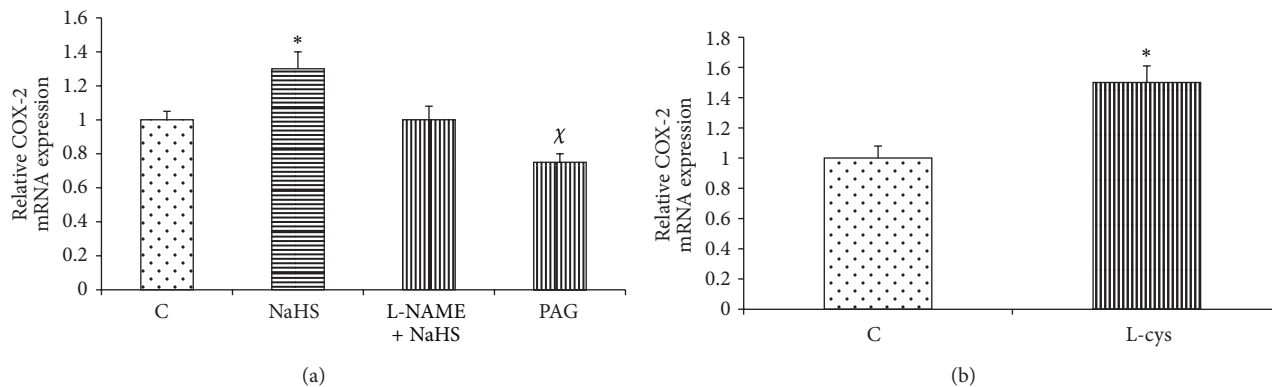 Relative COX-2
mRNA expression
1.6
1.4
1.2
1
0.8
0.6
0.4
0.2
0
*
χ
C
NaHS
L-NAME
+ NaHS
PAG
(a)
Relative COX-2
mRNA expression
1.8
1.6
1.4
1.2
1
0.8
0.6
0.4
0.2
0
*
C
L-cys
(b)